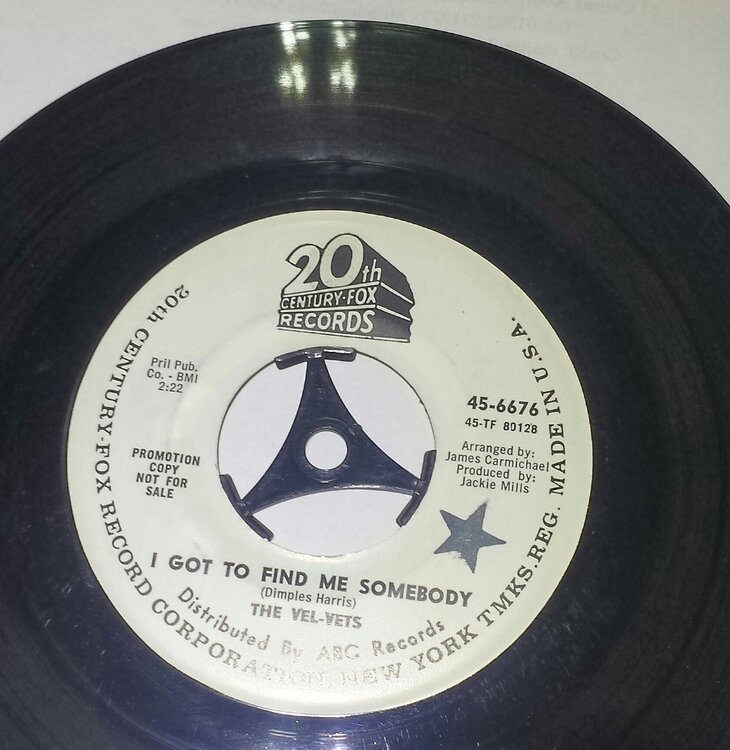 20th
CENTURY-FOX
RECORDS
Pril Pub.
Co. - BMI
2:22
PROMOTION
COPY
NOT FOR
SALE
45-6676
45-TF 80128
Arranged by:
James Carmichael
Produced by:
Jackie Mills
I GOT TO FIND ME SOMEBODY
(Dimples Harris)
THE VEL-VETS
Distributed By ABC Records
20th CENTURY-FOX RECORD CORPORATION, NEW YORK TMKS.REG. MADE IN U.S.A.